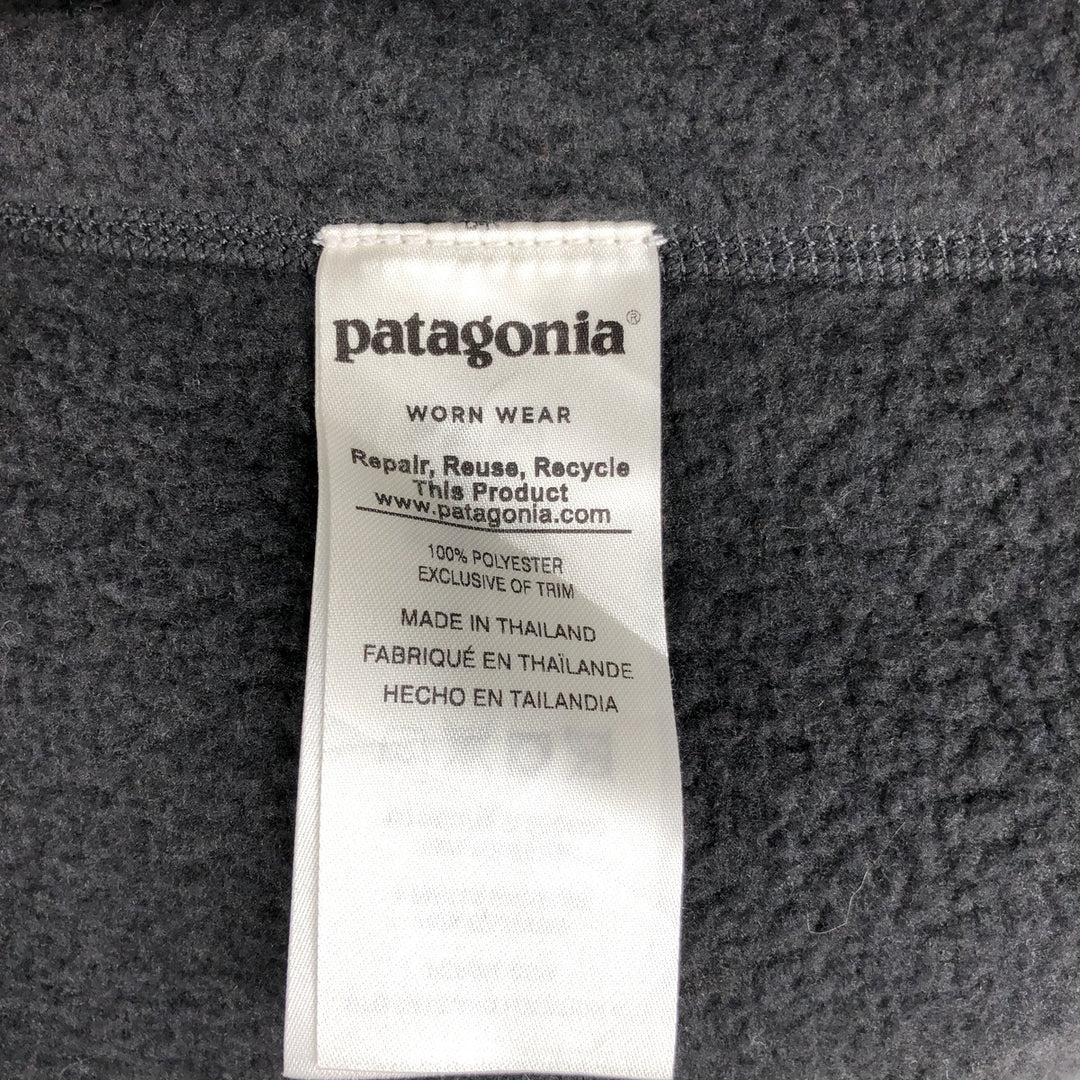 patagonia®
WORN WEAR
Repair, Reuse, Recycle
This Product
www.patagonia.com
100% POLYESTER
EXCLUSIVE OF TRIM
MADE IN THAILAND
FABRIQUÉ EN THAÏLANDE
HECHO EN TAILANDIA